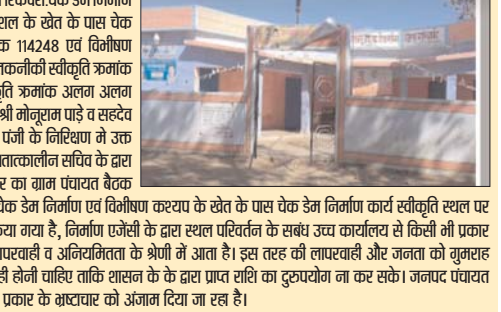 चेक डेम निर्माण
शल के खेत के पास चेक
क 114248 एवं विभीषण
तकनीकी स्वीकृति क्रमांक
कृति क्रमांक अलग अलग
श्री मोनूराम पाड़े व सहदेव
पंजी के निरिक्षण मे उक्त
तात्कालीन सचिव के द्वारा
र का ग्राम पंचायत बैठक
चेक डेम निर्माण एवं विभीषण कश्यप के खेत के पास चेक डेम निर्माण कार्य स्वीकृति स्थल पर
किया गया है, निर्माण एजेंसी के द्वारा स्थल परिवर्तन के सबंध उच्च कार्यालय से किसी भी प्रकार
परवाही व अनियमितता के श्रेणी में आता है। इस तरह की लापरवाही और जनता को गुमराह
ही होनी चाहिए ताकि शासन के के द्वारा प्राप्त राशि का दुरुपयोग ना कर सके। जनपद पंचायत
प्रकार के भ्रष्टाचार को अंजाम दिया जा रहा है।